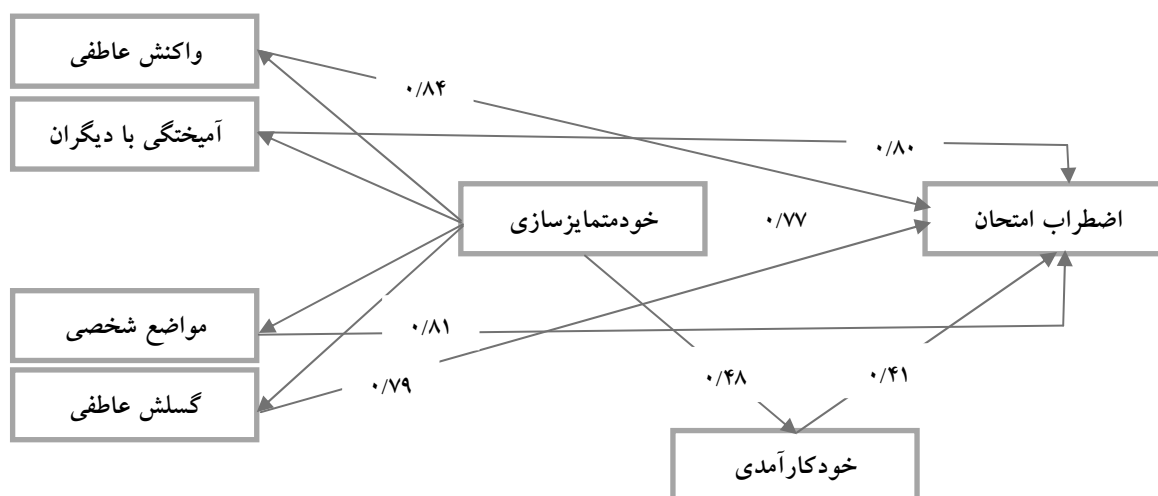 واکنش عاطفی
۰/۸۴
آمیختگی با دیگران
۰/۸۰
خودمتمایزسازی
۰/۷۷
اضطراب امتحان
مواضع شخصی
۰/۸۱
گسلش عاطفی
۰/۷۹
۰/۴۸
۰/۴۱
خودکارآمدی